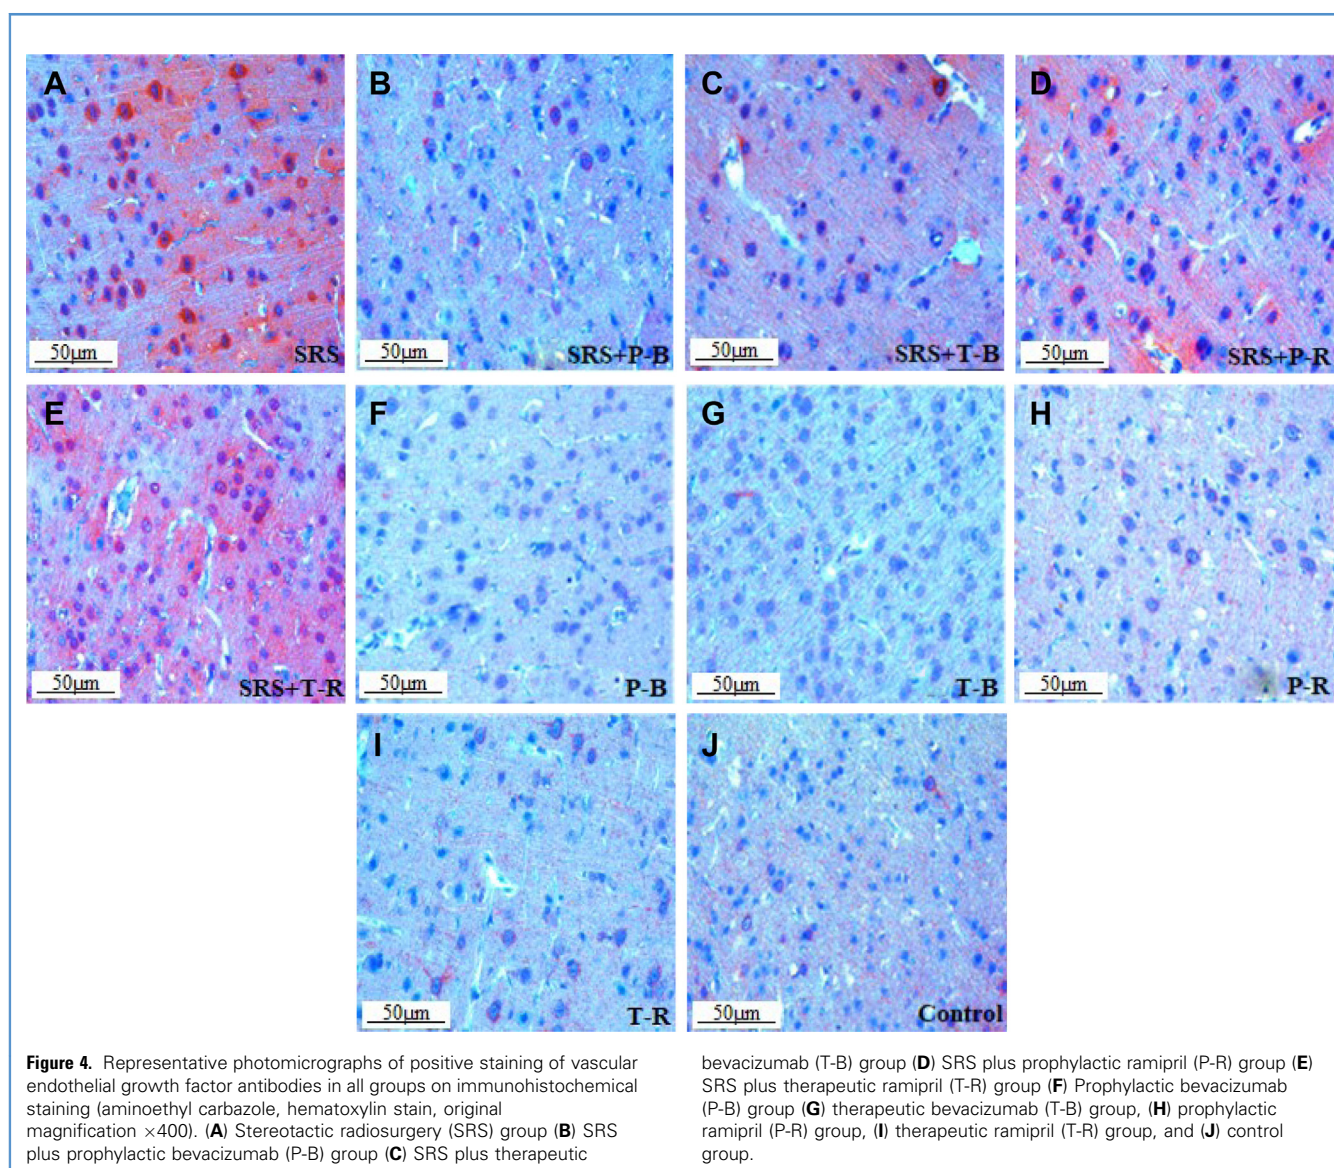 A
B
C
D
50µm
SRS
50µm
SRS+P-B
50µm
SRS+T-B
50µm
SRS+P-R
E
F
G
H
50µm
SRS+T-R
50µm
P-B
50µm
T-B
50µm
P-R
I
J
50µm
T-R
50µm
Control
Figure 4. Representative photomicrographs of positive staining of vascular
endothelial growth factor antibodies in all groups on immunohistochemical
staining (aminoethyl carbazole, hematoxylin stain, original
magnification ×400). (A) Stereotactic radiosurgery (SRS) group (B) SRS
plus prophylactic bevacizumab (P-B) group (C) SRS plus therapeutic
bevacizumab (T-B) group (D) SRS plus prophylactic ramipril (P-R) group (E)
SRS plus therapeutic ramipril (T-R) group (F) Prophylactic bevacizumab
(P-B) group (G) therapeutic bevacizumab (T-B) group, (H) prophylactic
ramipril (P-R) group, (I) therapeutic ramipril (T-R) group, and (J) control
group.